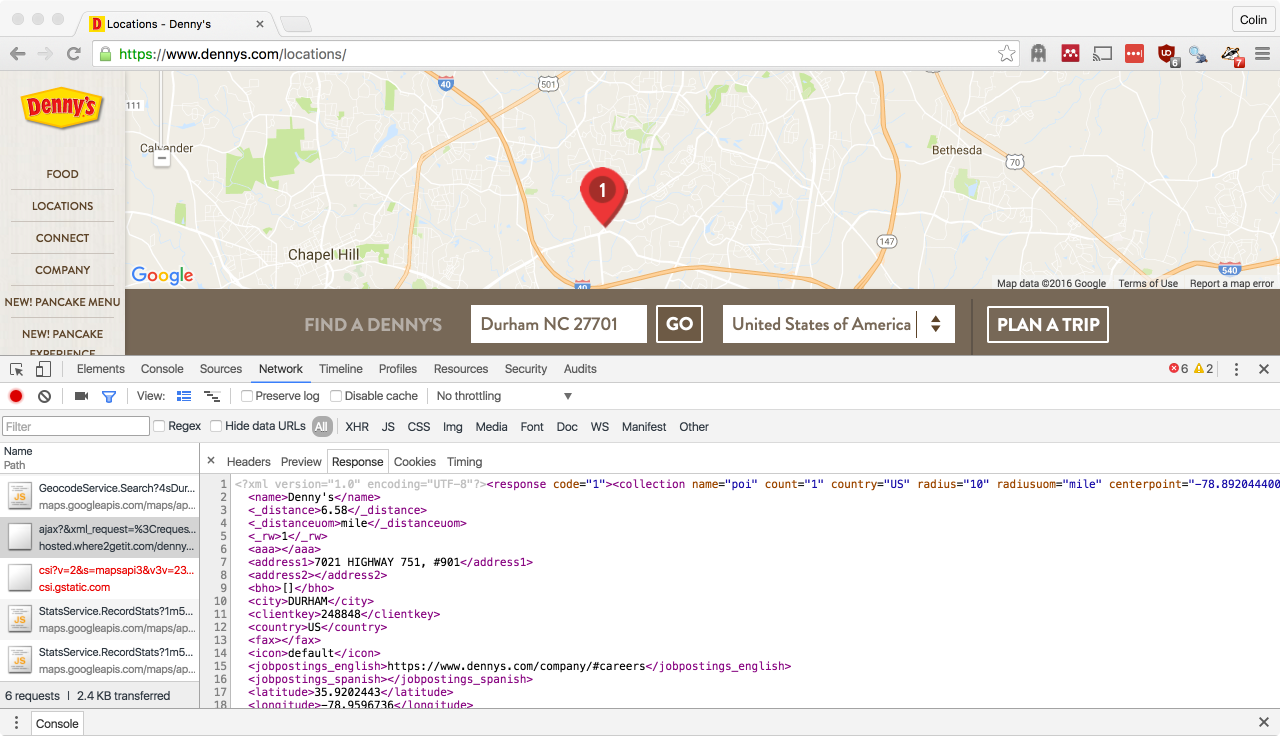 Locations - Denny's
Colin
https://www.dennys.com/locations/
6
7
Denny's
FOOD
LOCATIONS
CONNECT
COMPANY
NEW! PANCAKE MENU
NEW! PANCAKE
EXPERIENCE
40
501
111
Calvander
Bethesda
70
1
147
Chapel Hill
540
40
Google
Map data ©2016 Google
Terms of Use
Report a map error
FIND A DENNY'S
Durham NC 27701
GO
United States of America
PLAN A TRIP
Elements Console Sources Network Timeline Profiles Resources Security Audits
6 2
View:
Preserve log
Disable cache
No throttling
Filter
Regex
Hide data URLs
All XHR JS CSS Img Media Font Doc WS Manifest Other
Name
Path
GeocodeService.Search?4sDur...
maps.googleapis.com/maps/ap...
ajax?&xml_request=%3Creques...
hosted.where2getit.com/denny...
csi?v=2&s=mapsapi3&v3v=23...
csi.gstatic.com
StatsService.RecordStats?1m5...
maps.googleapis.com/maps/ap...
StatsService.RecordStats?1m5...
maps.googleapis.com/maps/ap...
6 requests | 2.4 KB transferred
× Headers Preview Response Cookies Timing
1 <?xml version="1.0" encoding="UTF-8"?><response code="1"><collection name="poi" count="1" country="US" radius="10" radiusuom="mile" centerpoint="-78.892044400
2 <name>Denny's</name>
3 <_distance>6.58</_distance>
4 <_distanceuom>mile</_distanceuom>
5 <_rw>1</_rw>
6 <aaa></aaa>
7 <address1>7021 HIGHWAY 751, #901</address1>
8 <address2></address2>
9 <bho>[]</bho>
10 <city>DURHAM</city>
11 <clientkey>248848</clientkey>
12 <country>US</country>
13 <fax></fax>
14 <icon>default</icon>
15 <jobpostings_english>https://www.dennys.com/company/#careers</jobpostings_english>
16 <jobpostings_spanish></jobpostings_spanish>
17 <latitude>35.9202443</latitude>
18 <longitude>-78.9596736</longitude>
Console